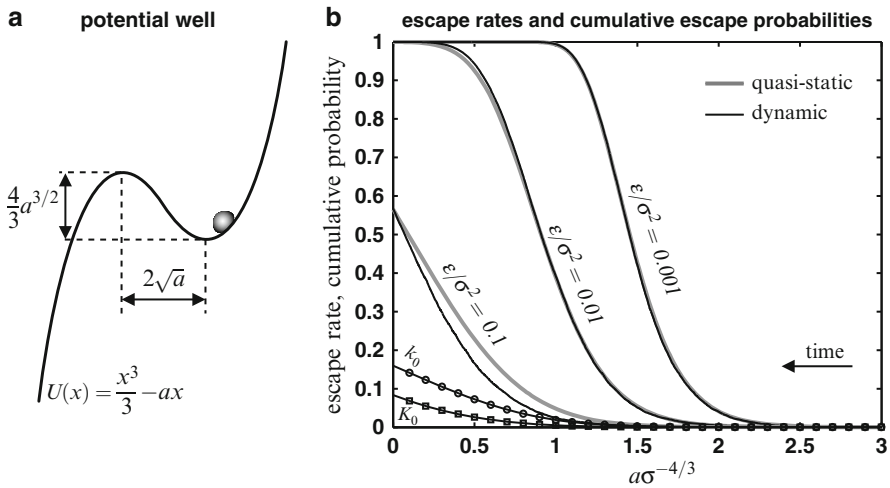 a potential well
4/3 a^{3/2}
2√a
U(x) = x³/3 − ax
b escape rates and cumulative escape probabilities
escape rate, cumulative probability
1
0.9
0.8
0.7
0.6
0.5
0.4
0.3
0.2
0.1
0
quasi-static
dynamic
ε/σ² = 0.001
ε/σ² = 0.01
ε/σ² = 0.1
time
k₀
K₀
0 0.5 1 1.5 2 2.5 3
aσ^{−4/3}